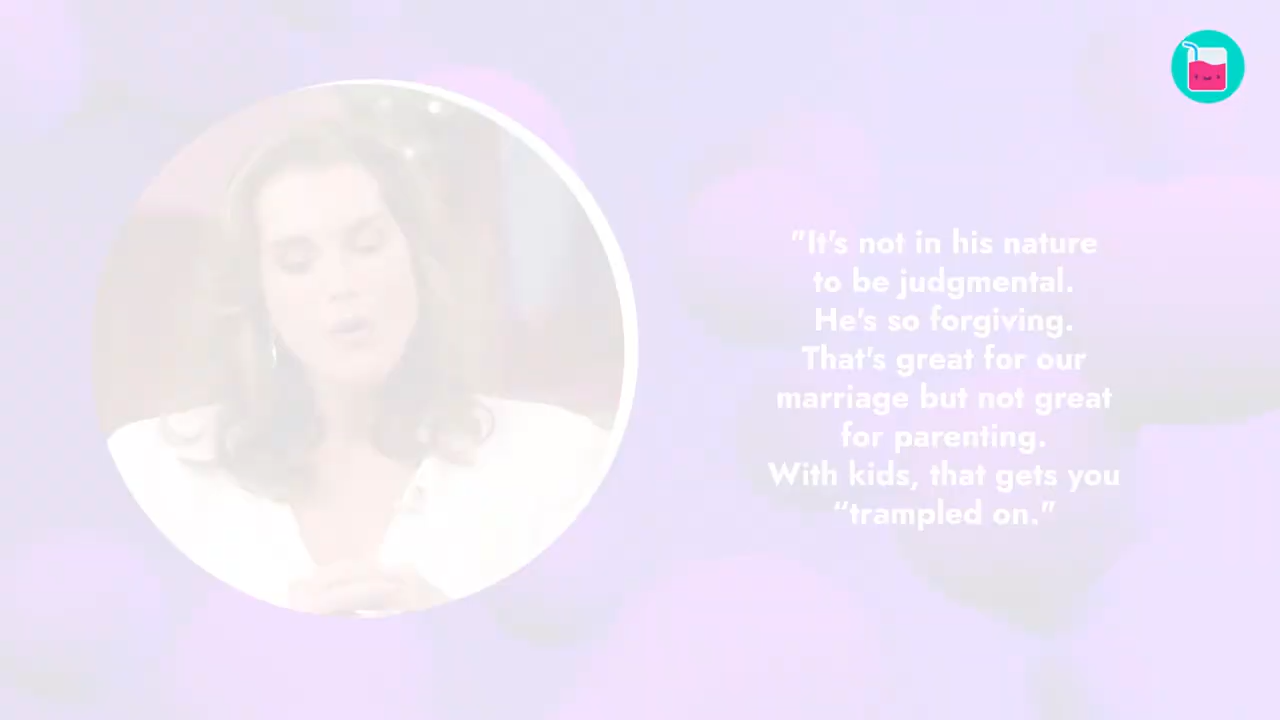 "It's not in his nature
to be judgmental.
He's so forgiving.
That's great for our
marriage but not great
for parenting.
With kids, that gets you
“trampled on."